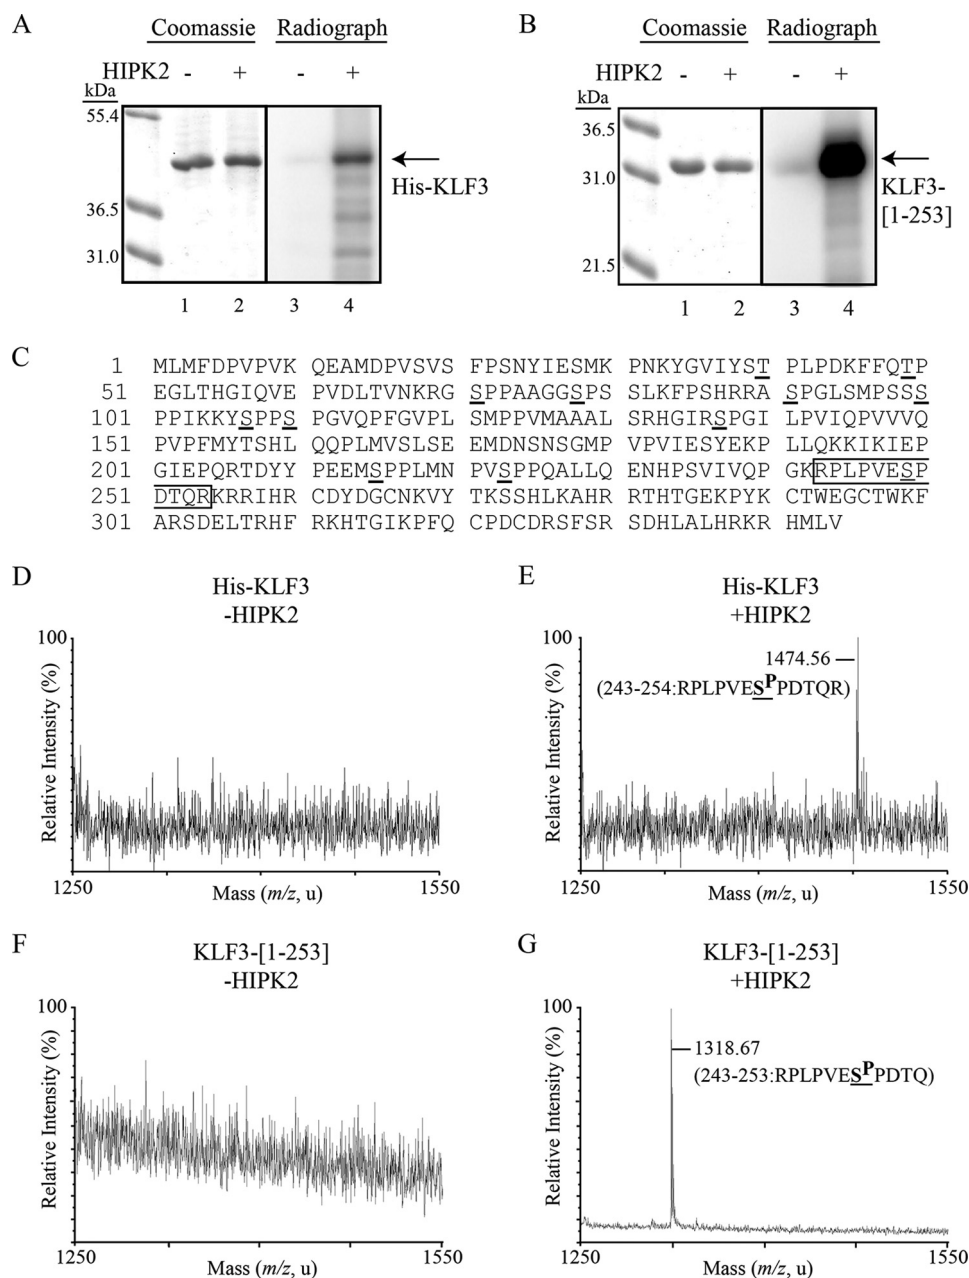 A
Coomassie Radiograph
HIPK2 - + - +
kDa
55.4
36.5
31.0
His-KLF3
1 2 3 4
B
Coomassie Radiograph
HIPK2 - + - +
kDa
36.5
31.0
21.5
KLF3-
[1-253]
1 2 3 4
C
1 MLMFDPVPVK QEAMDPVSVS FPSNYIESMK PNKYGVIYST PLPDKFFQTP
51 EGLTHGIQVE PVDLTVNKRG SPPAAGGSPS SLKFPSHRRA SPGLSMPSSS
101 PPIKKYSPPS PGVQPFGVPL SMPPVMAAAL SRHGIRSPGI LPVIQPVVVQ
151 PVPFMYTSHL QQPLMVSLSE EMDNSNSGMP VPVIESYEKP LLQKKIKIEP
201 GIEPQRTDYY PEEMSPPLMN PVSPPQALLQ ENHPSVIVQP GKRPLPVESP
251 DTQRKRRIHR CDYDGCNKVY TKSSHLKAHR RTHTGEKPYK CTWEGCTWKF
301 ARSDELTRHF RKHTGIKPFQ CPDCDRSFSR SDHLALHRKR HMLV
D
His-KLF3
-HIPK2
100
Relative Intensity (%)
1250 1550
Mass (m/z, u)
E
His-KLF3
+HIPK2
100
1474.56
(243-254:RPLPVESPPDTQR)
Relative Intensity (%)
1250 1550
Mass (m/z, u)
F
KLF3-[1-253]
-HIPK2
100
Relative Intensity (%)
1250 1550
Mass (m/z, u)
G
KLF3-[1-253]
+HIPK2
100
1318.67
(243-253:RPLPVESPPDTQ)
Relative Intensity (%)
1250 1550
Mass (m/z, u)